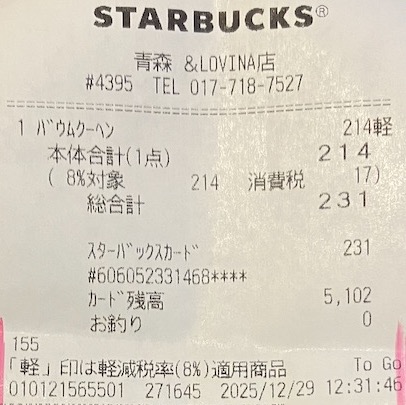 STARBUCKS®
青森 &LOVINA店
#4395 TEL 017-718-7527
1 バウムクーヘン 214軽
本体合計(1点) 214
( 8%対象 214 消費税 17)
総合計 231
スターバックスカード 231
#606052331468****
カード残高 5,102
お釣り 0
155
「軽」印は軽減税率(8%)適用商品 To Go
010121565501 271645 2025/12/29 12:31:46